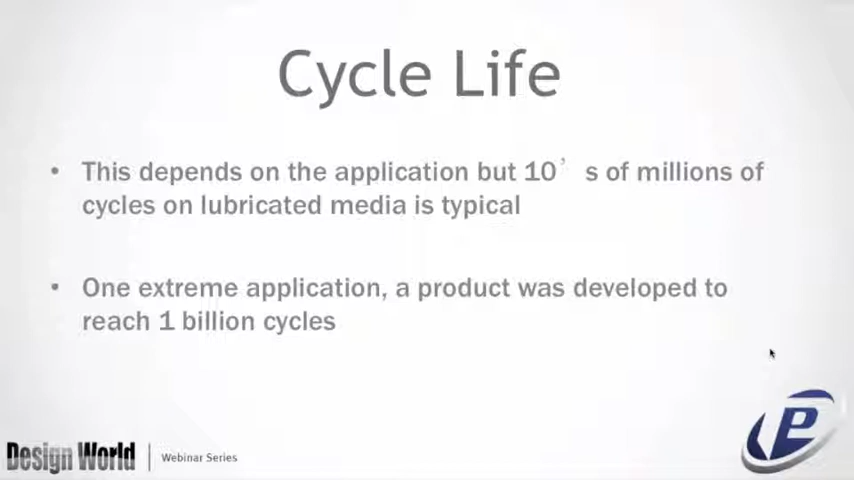 Cycle Life
• This depends on the application but 10’s of millions of
cycles on lubricated media is typical
• One extreme application, a product was developed to
reach 1 billion cycles
Design World | Webinar Series
P